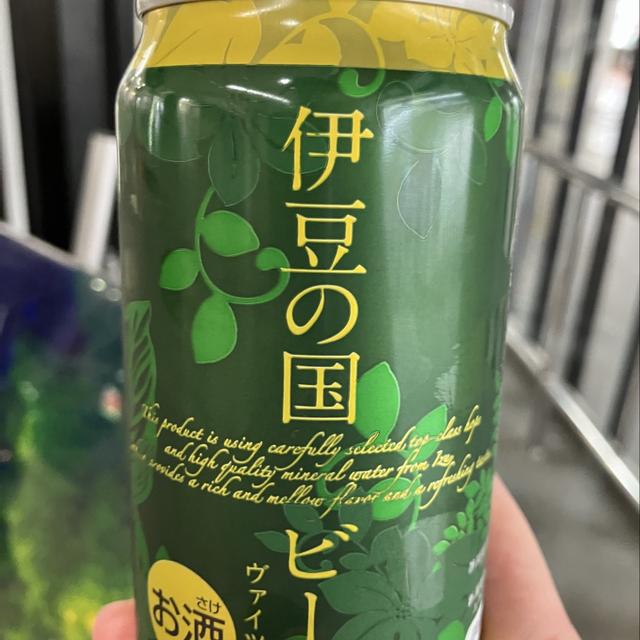 伊豆の国
This product is using carefully selected, top-class hops
and high quality mineral water from Izu,
provides a rich and mellow flavor and a refreshing
ビー
ヴァイツ
さけ
お酒